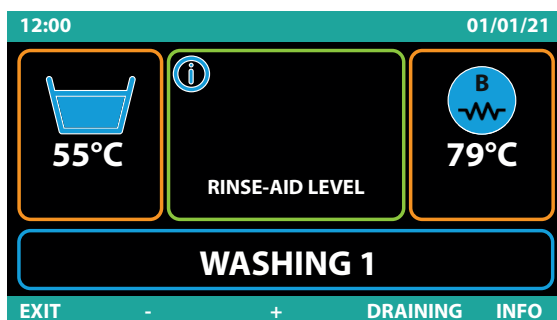 12:00 01/01/21
i
B
55°C
79°C
RINSE-AID LEVEL
WASHING 1
EXIT - + DRAINING INFO